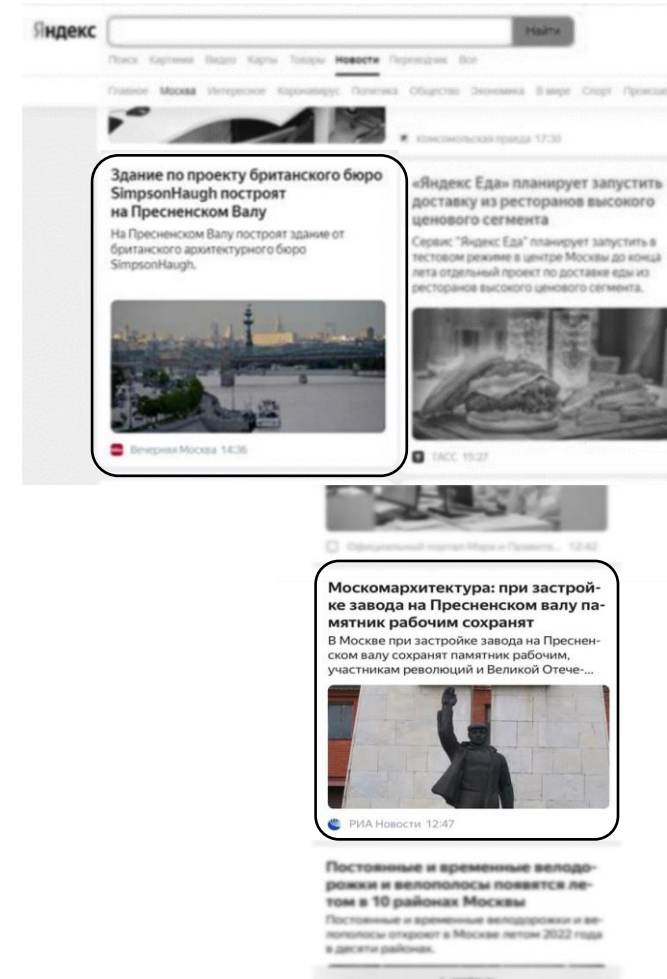 Яндекс
Найти
Поиск Картинки Видео Карты Товары Новости Переводчик Все
Главное Москва Интересное Коронавирус Политика Общество Экономика В мире Спорт Происше
Комсомольская правда 17:30
Здание по проекту британского бюро
SimpsonHaugh построят
на Пресненском Валу
На Пресненском Валу построят здание от
британского архитектурного бюро
SimpsonHaugh.
Вечерняя Москва 14:36
«Яндекс Еда» планирует запустить
доставку из ресторанов высокого
ценового сегмента
Сервис "Яндекс Еда" планирует запустить в
тестовом режиме в центре Москвы до конца
лета отдельный проект по доставке еды из
ресторанов высокого ценового сегмента.
ТАСС 15:27
Официальный портал Мэра и Правите... 12:42
Москомархитектура: при застрой-
ке завода на Пресненском валу па-
мятник рабочим сохранят
В Москве при застройке завода на Преснен-
ском валу сохранят памятник рабочим,
участникам революций и Великой Отече-...
РИА Новости 12:47
Постоянные и временные велодо-
рожки и велополосы появятся ле-
том в 10 районах Москвы
Постоянные и временные велодорожки и ве-
лополосы откроют в Москве летом 2022 года
в десяти районах.